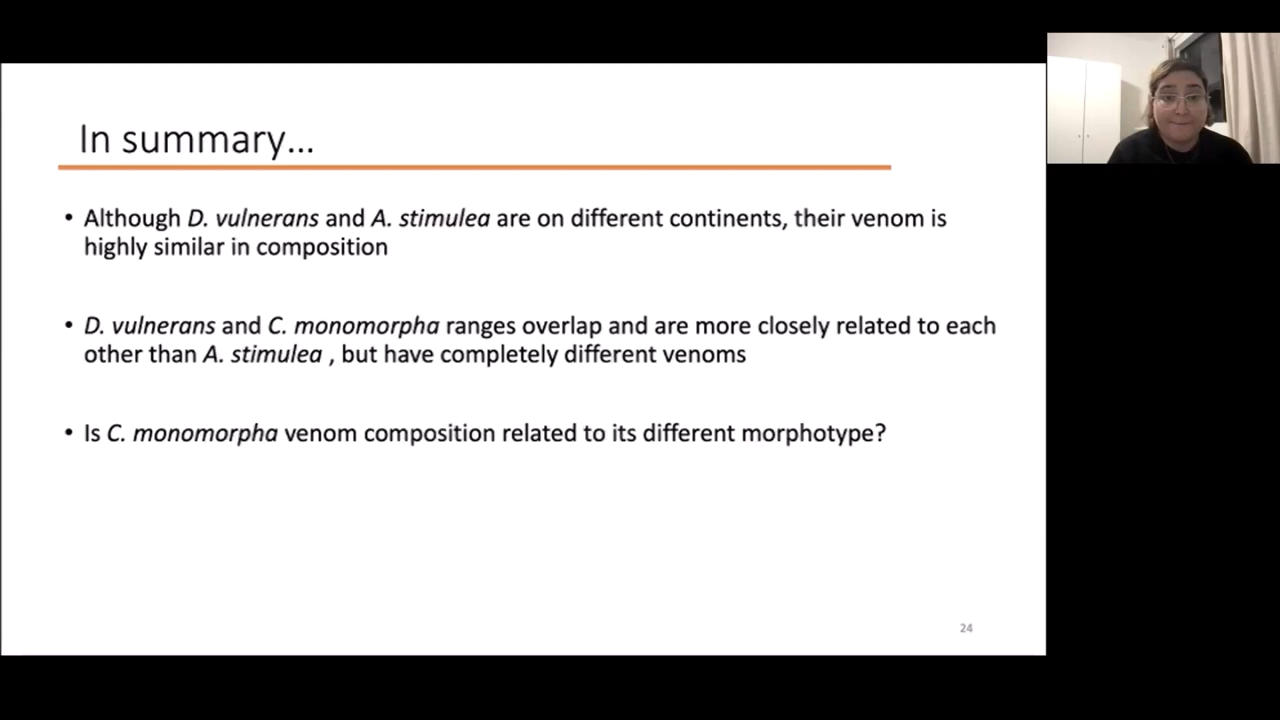 In summary...
• Although D. vulnerans and A. stimulea are on different continents, their venom is
highly similar in composition
• D. vulnerans and C. monomorpha ranges overlap and are more closely related to each
other than A. stimulea , but have completely different venoms
• Is C. monomorpha venom composition related to its different morphotype?
24